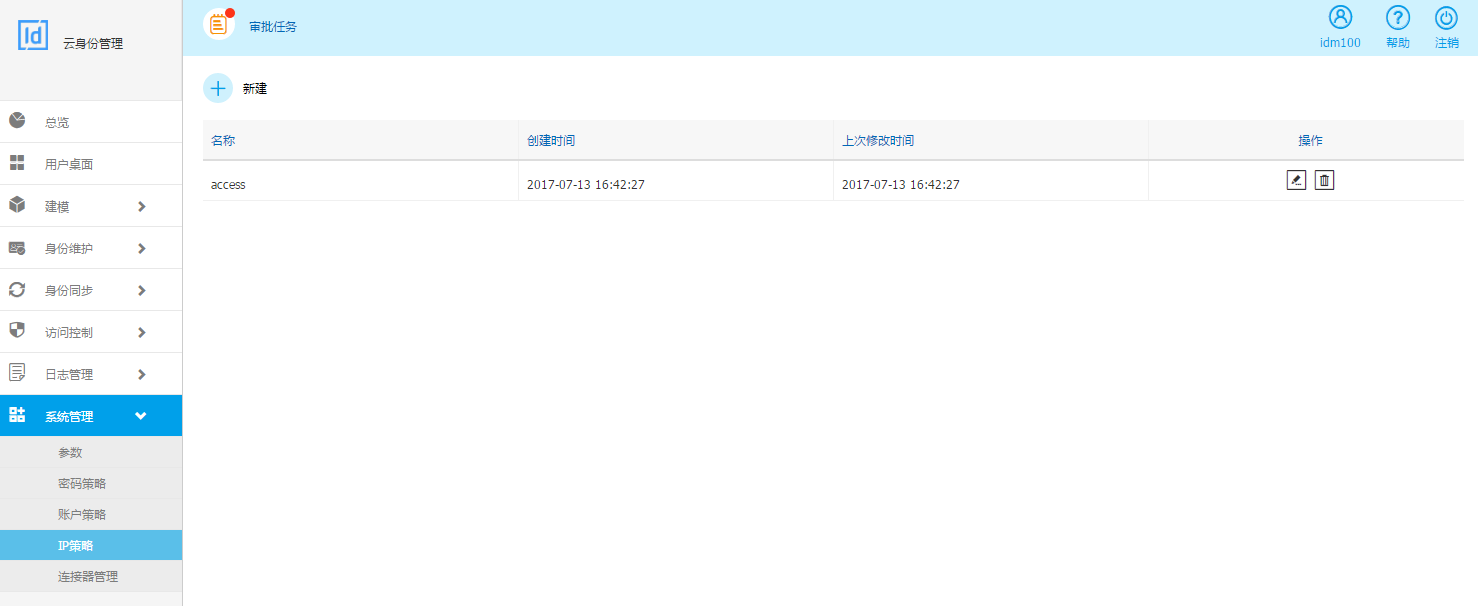 Id
云身份管理
审批任务
idm100
帮助
注销
总览
用户桌面
建模
身份维护
身份同步
访问控制
日志管理
系统管理
参数
密码策略
账户策略
IP策略
连接器管理
新建
名称 创建时间 上次修改时间 操作
access 2017-07-13 16:42:27 2017-07-13 16:42:27